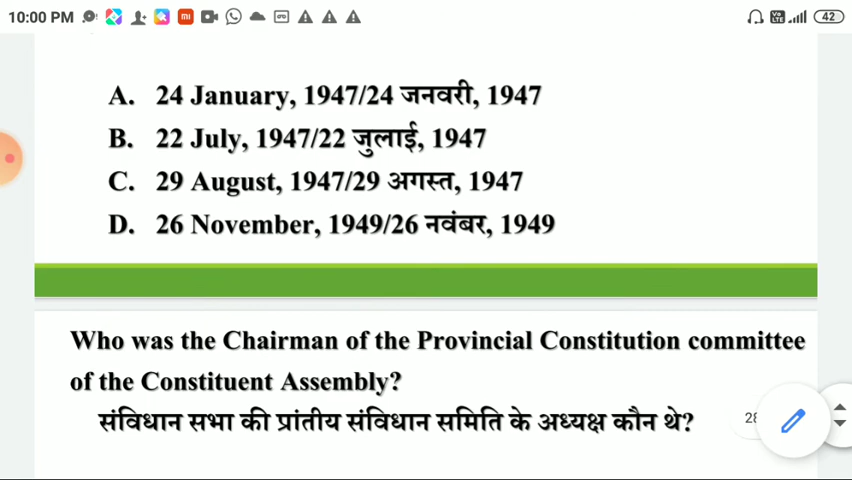 10:00 PM
Vo LTE
42
A. 24 January, 1947/24 जनवरी, 1947
B. 22 July, 1947/22 जुलाई, 1947
C. 29 August, 1947/29 अगस्त, 1947
D. 26 November, 1949/26 नवंबर, 1949
Who was the Chairman of the Provincial Constitution committee
of the Constituent Assembly?
संविधान सभा की प्रांतीय संविधान समिति के अध्यक्ष कौन थे?